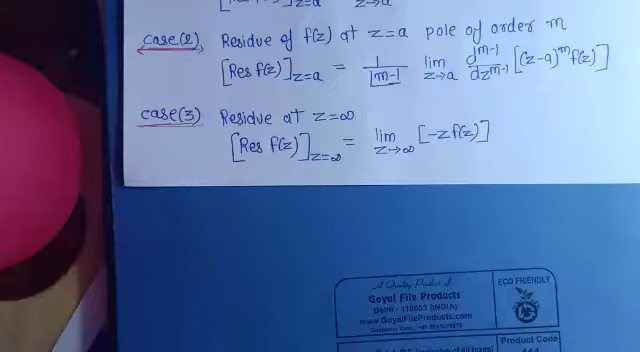 [Res f(z)]z=a z→a
case(2) Residue of f(z) at z=a pole of order m
[Res f(z)]z=a = 1/|m-1 lim z→a d^m-1/dz^m-1 [(z-a)^m f(z)]
case(3) Residue at z=∞
[Res f(z)]z=∞ = lim z→∞ [-z f(z)]
A Quality Product of
Goyal File Products
Delhi - 110053 (INDIA)
www.GoyalFileProducts.com
ECO FRIENDLY
Product Code